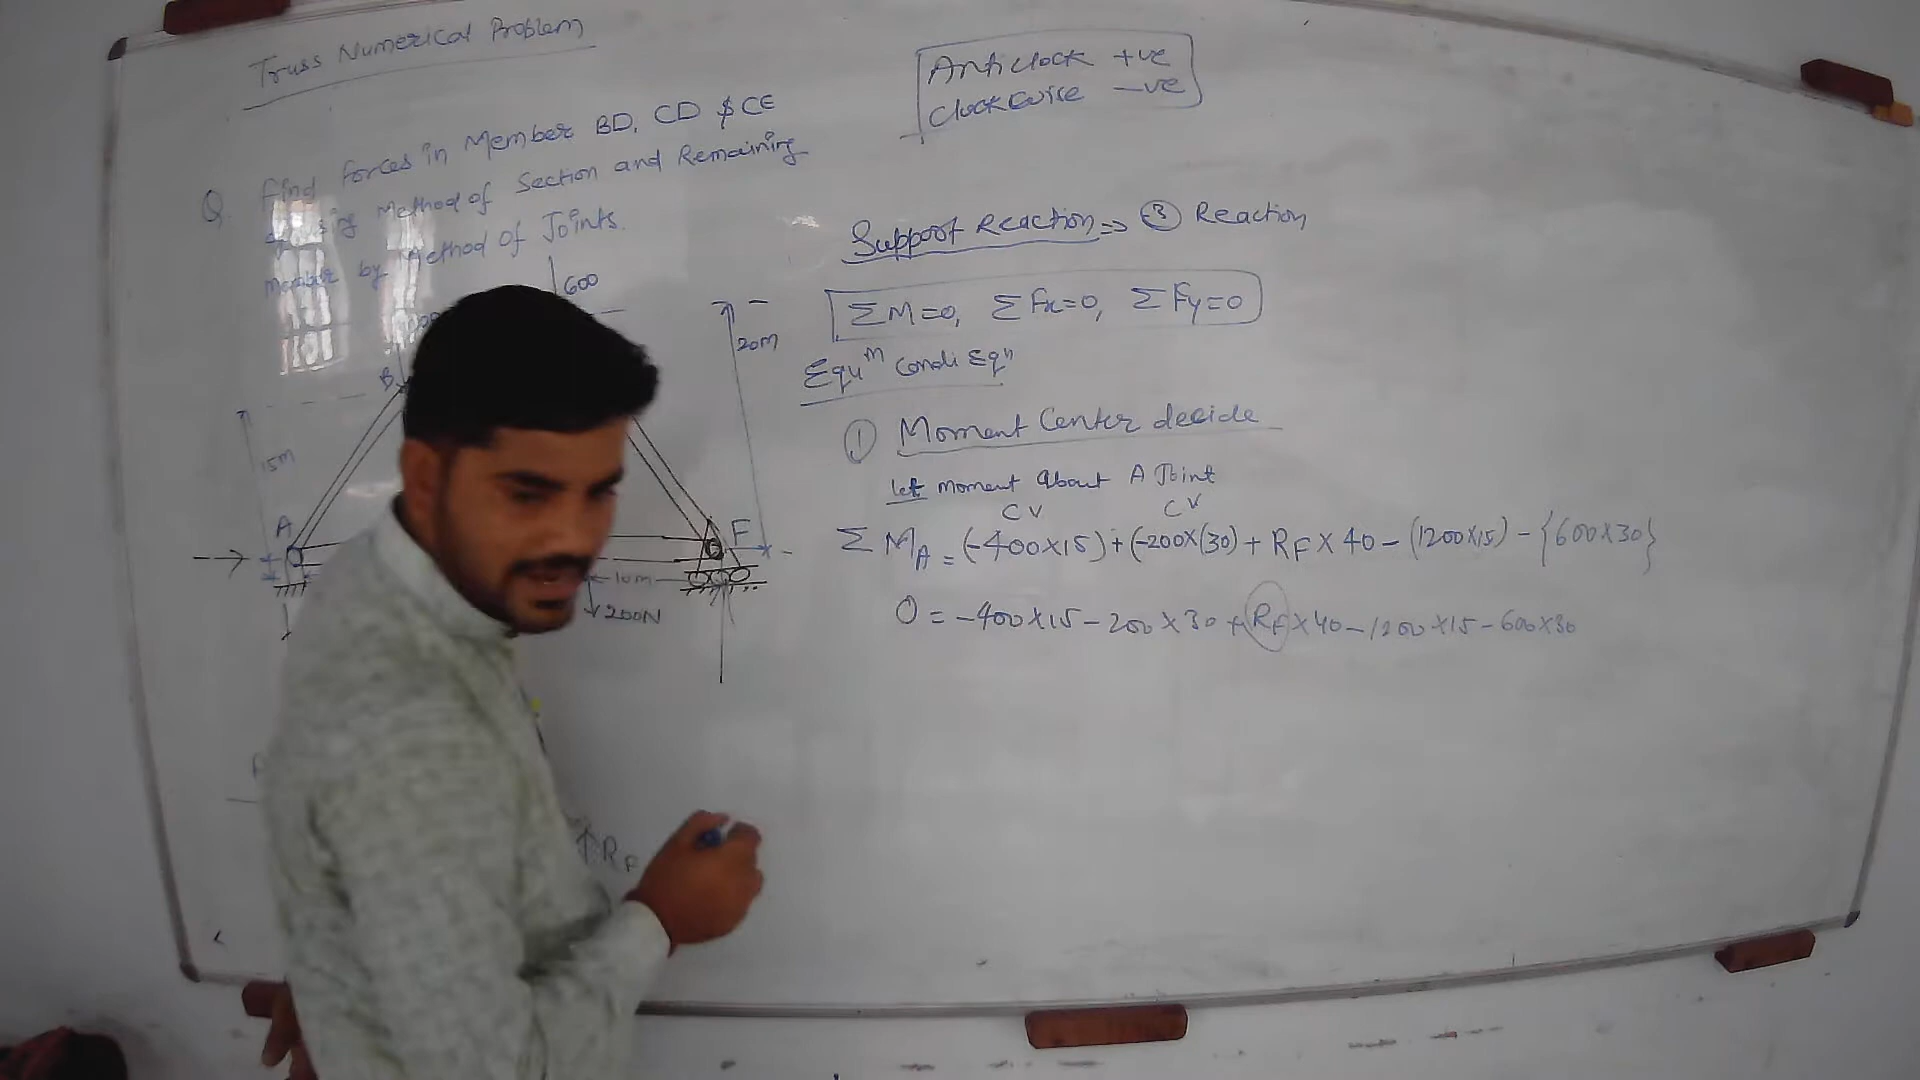 Truss Numerical Problem
Q. Find Forces in Member BD, CD & CE
Method of Section and Remaining
by Method of Joints.
600
20m
B
15m
A
F
10m
200N
RF
Anticlock +ve
Clockwise -ve
Support Reaction => ③ Reaction
ΣM=0, ΣFx=0, ΣFy=0
Equm Condi Equn
① Moment Center decide
Let moment About A Joint
CV CV
ΣMA = (-400×15) + (-200×(30) + RF × 40 - (1200×15) - {600×30}
0 = -400×15 - 200×30 + RF×40 - 1200×15 - 600×30